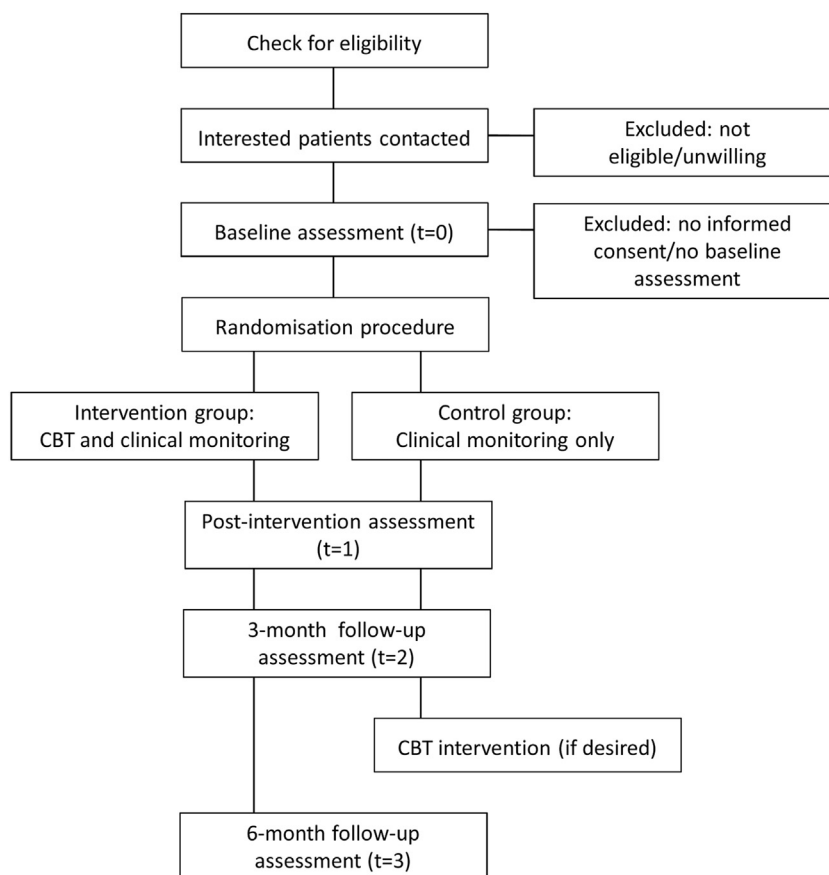 Check for eligibility
Interested patients contacted
Excluded: not
eligible/unwilling
Baseline assessment (t=0)
Excluded: no informed
consent/no baseline
assessment
Randomisation procedure
Intervention group:
CBT and clinical monitoring
Control group:
Clinical monitoring only
Post-intervention assessment
(t=1)
3-month follow-up
assessment (t=2)
CBT intervention (if desired)
6-month follow-up
assessment (t=3)